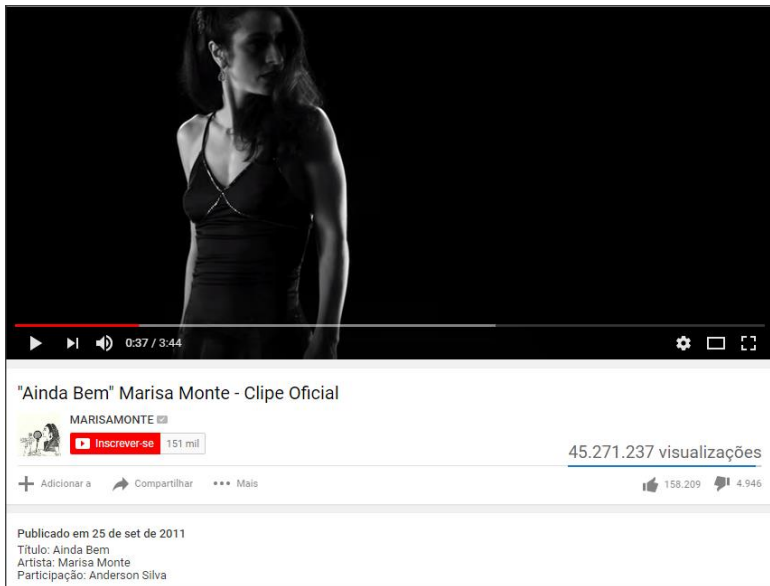 0:37 / 3:44
"Ainda Bem" Marisa Monte - Clipe Oficial
MARISAMONTE
Inscrever-se 151 mil
45.271.237 visualizações
Adicionar a Compartilhar Mais 158.209 4.946
Publicado em 25 de set de 2011
Título: Ainda Bem
Artista: Marisa Monte
Participação: Anderson Silva